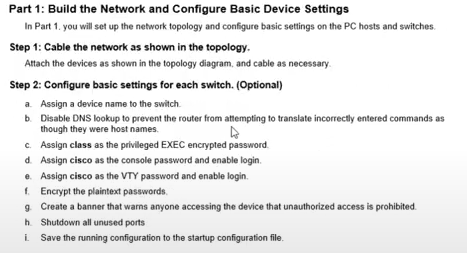 Part 1: Build the Network and Configure Basic Device Settings
In Part 1, you will set up the network topology and configure basic settings on the PC hosts and switches.
Step 1: Cable the network as shown in the topology.
Attach the devices as shown in the topology diagram, and cable as necessary.
Step 2: Configure basic settings for each switch. (Optional)
a. Assign a device name to the switch.
b. Disable DNS lookup to prevent the router from attempting to translate incorrectly entered commands as
though they were host names.
c. Assign class as the privileged EXEC encrypted password.
d. Assign cisco as the console password and enable login.
e. Assign cisco as the VTY password and enable login.
f. Encrypt the plaintext passwords.
g. Create a banner that warns anyone accessing the device that unauthorized access is prohibited.
h. Shutdown all unused ports
i. Save the running configuration to the startup configuration file.